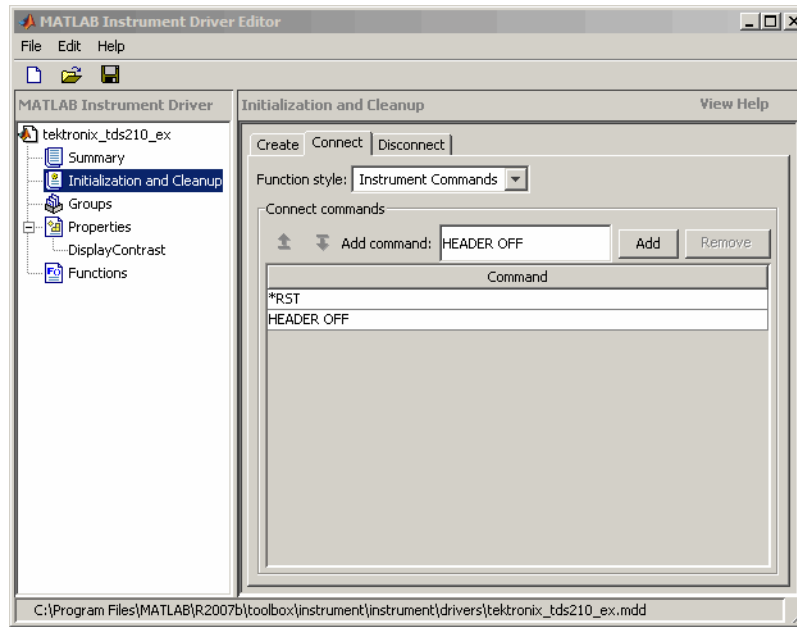 MATLAB Instrument Driver Editor
File Edit Help
MATLAB Instrument Driver
tektronix_tds210_ex
Summary
Initialization and Cleanup
Groups
Properties
DisplayContrast
Functions
Initialization and Cleanup View Help
Create Connect Disconnect
Function style: Instrument Commands
Connect commands
Add command: HEADER OFF Add Remove
Command
*RST
HEADER OFF
C:\Program Files\MATLAB\R2007b\toolbox\instrument\instrument\drivers\tektronix_tds210_ex.mdd